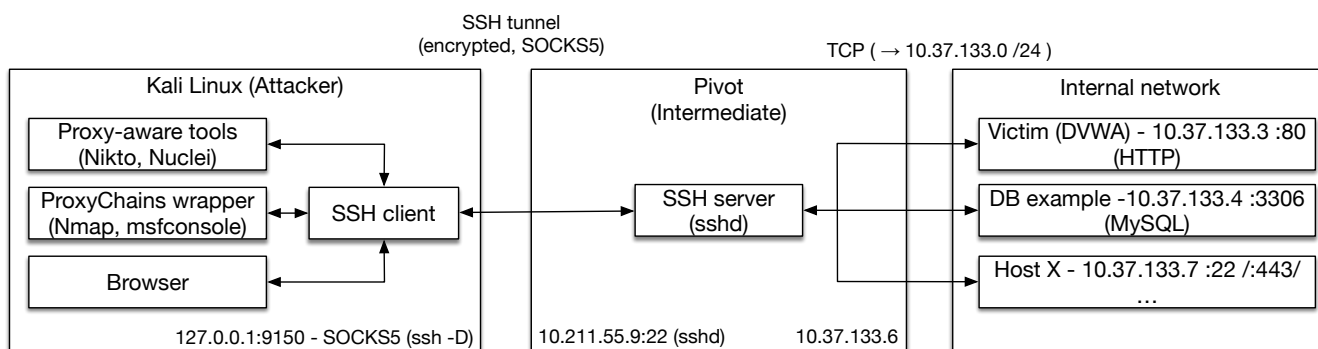 SSH tunnel
(encrypted, SOCKS5)
TCP ( → 10.37.133.0 /24 )
Kali Linux (Attacker)
Proxy-aware tools
(Nikto, Nuclei)
ProxyChains wrapper
(Nmap, msfconsole)
Browser
SSH client
127.0.0.1:9150 - SOCKS5 (ssh -D)
Pivot
(Intermediate)
SSH server
(sshd)
10.211.55.9:22 (sshd)
10.37.133.6
Internal network
Victim (DVWA) - 10.37.133.3 :80
(HTTP)
DB example -10.37.133.4 :3306
(MySQL)
Host X - 10.37.133.7 :22 /:443/
…